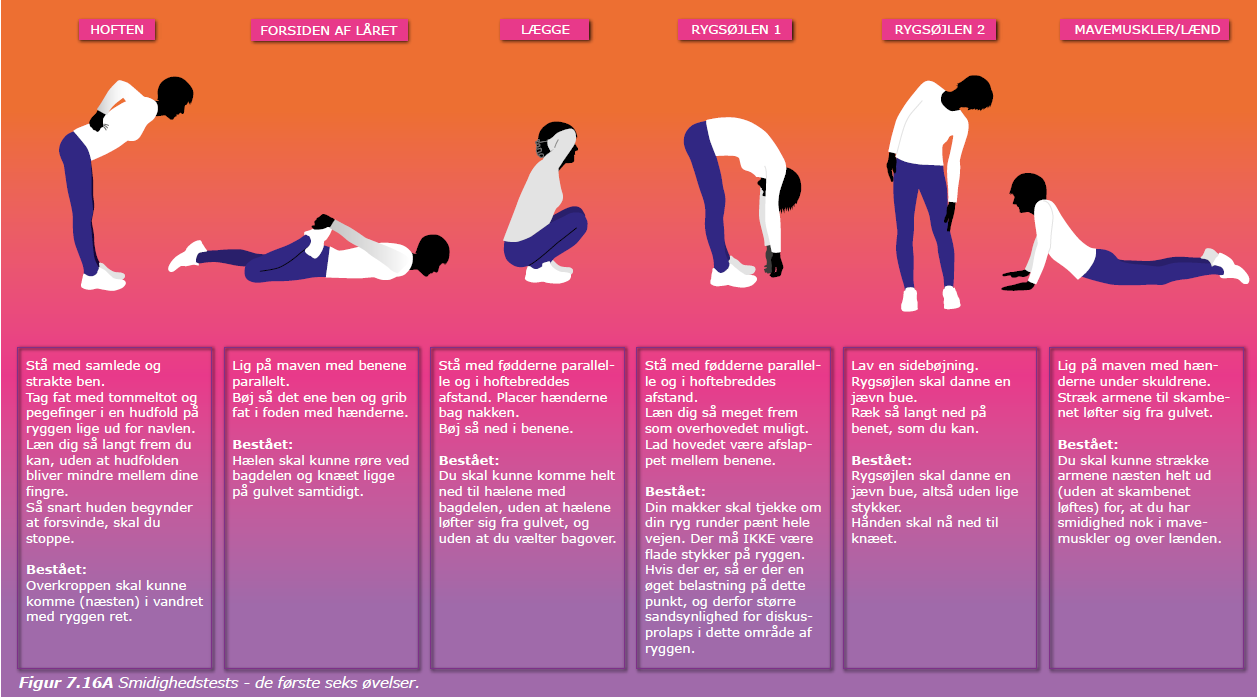 HOFTEN
FORSIDEN AF LÅRET
LÆGGE
RYGSØJLEN 1
RYGSØJLEN 2
MAVEMUSKLER/LÆND
Stå med samlede og
strakte ben.
Tag fat med tommeltot og
pegefinger i en hudfold på
ryggen lige ud for navlen.
Læn dig så langt frem du
kan, uden at hudfolden
bliver mindre mellem dine
fingre.
Så snart huden begynder
at forsvinde, skal du
stoppe.
Bestået:
Overkroppen skal kunne
komme (næsten) i vandret
med ryggen ret.
Lig på maven med benene
parallelt.
Bøj så det ene ben og grib
fat i foden med hænderne.
Bestået:
Hælen skal kunne røre ved
bagdelen og knæet ligge
på gulvet samtidigt.
Stå med fødderne parallel-
le og i hoftebreddes
afstand. Placer hænderne
bag nakken.
Bøj så ned i benene.
Bestået:
Du skal kunne komme helt
ned til hælene med
bagdelen, uden at hælene
løfter sig fra gulvet, og
uden at du vælter bagover.
Stå med fødderne parallel-
le og i hoftebreddes
afstand.
Læn dig så meget frem
som overhovedet muligt.
Lad hovedet være afslap-
pet mellem benene.
Bestået:
Din makker skal tjekke om
din ryg runder pænt hele
vejen. Der må IKKE være
flade stykker på ryggen.
Hvis der er, så er der en
øget belastning på dette
punkt, og derfor større
sandsynlighed for diskus-
prolaps i dette område af
ryggen.
Lav en sidebøjning.
Rygsøjlen skal danne en
jævn bue.
Ræk så langt ned på
benet, som du kan.
Bestået:
Rygsøjlen skal danne en
jævn bue, altså uden lige
stykker.
Hånden skal nå ned til
knæet.
Lig på maven med hæn-
derne under skuldrene.
Stræk armene til skambe-
net løfter sig fra gulvet.
Bestået:
Du skal kunne strække
armene næsten helt ud
(uden at skambenet
løftes) for, at du har
smidighed nok i mave-
muskler og over lænden.
Figur 7.16A Smidighedstests - de første seks øvelser.